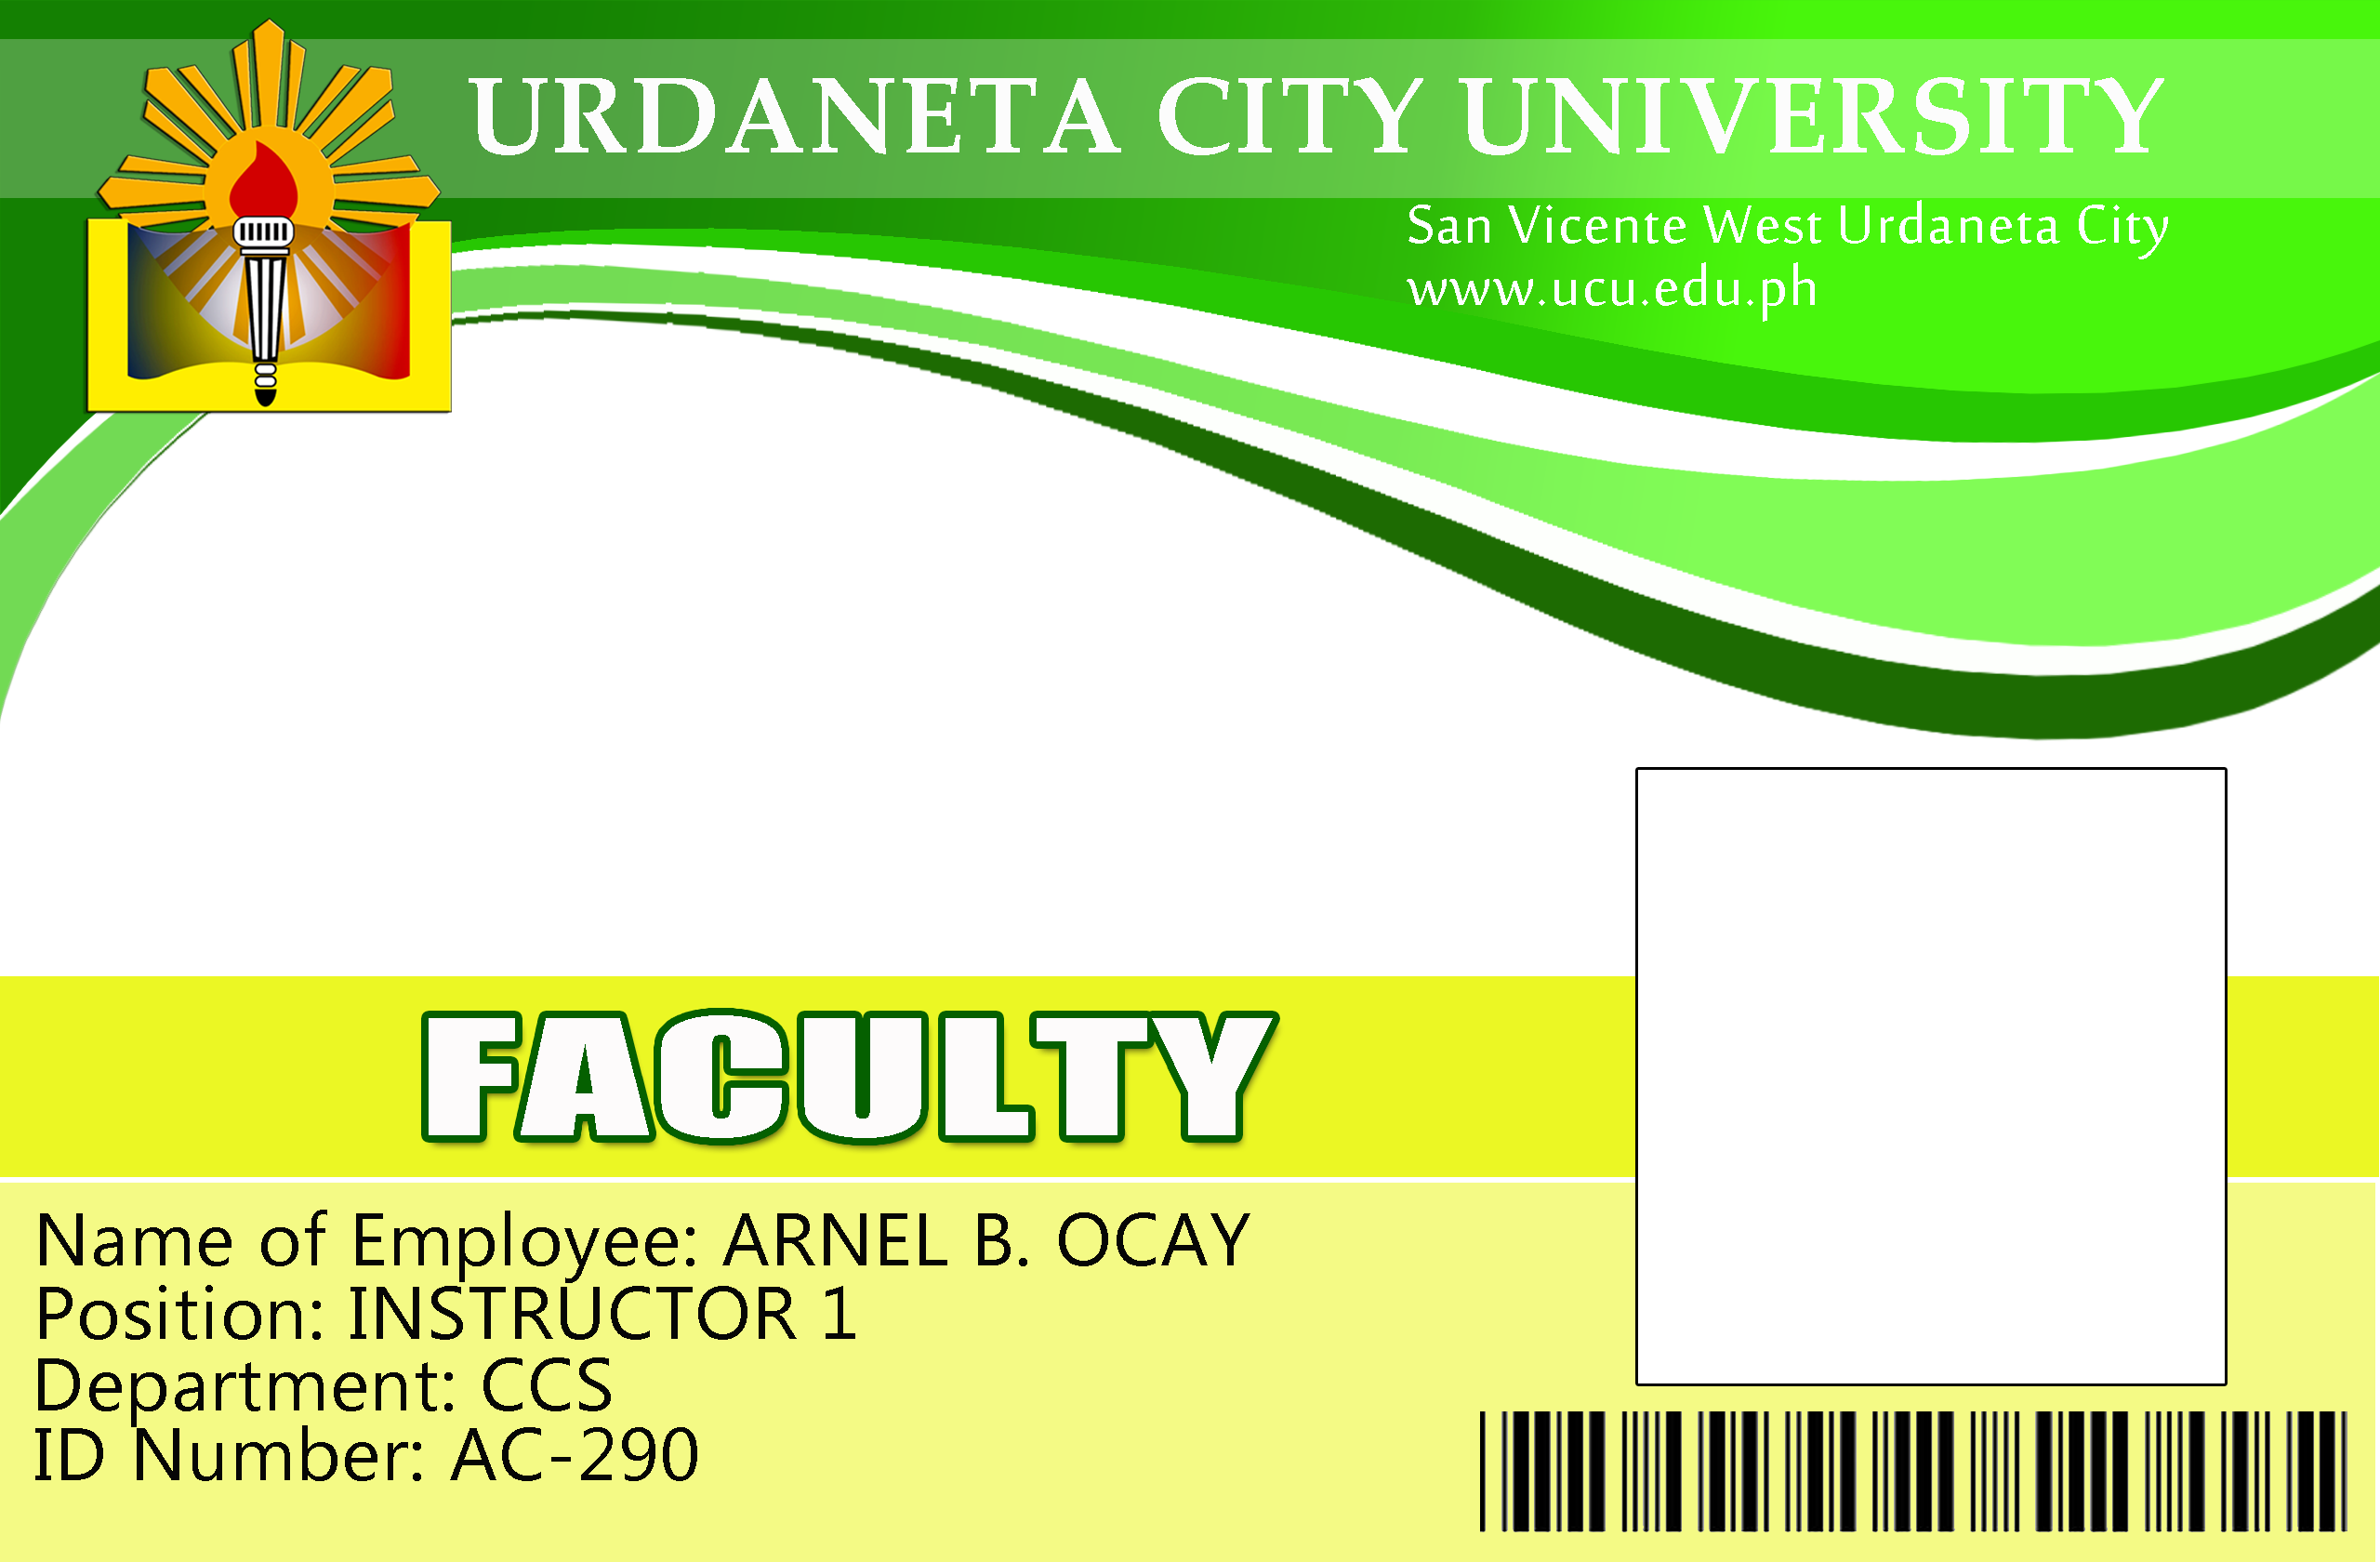 URDANETA CITY UNIVERSITY
San Vicente West Urdaneta City
www.ucu.edu.ph
FACULTY
Name of Employee: ARNEL B. OCAY
Position: INSTRUCTOR 1
Department: CCS
ID Number: AC-290